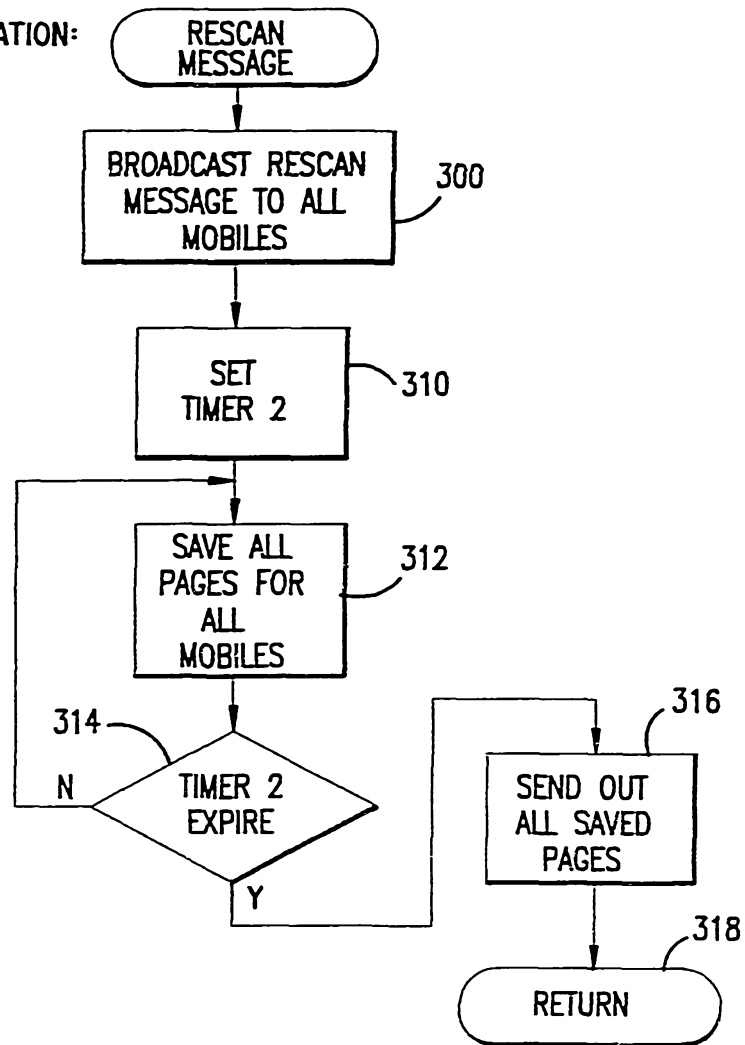 ATION:
RESCAN
MESSAGE
BROADCAST RESCAN
MESSAGE TO ALL
MOBILES
300
SET
TIMER 2
310
SAVE ALL
PAGES FOR
ALL
MOBILES
312
314
N
TIMER 2
EXPIRE
Y
316
SEND OUT
ALL SAVED
PAGES
318
RETURN